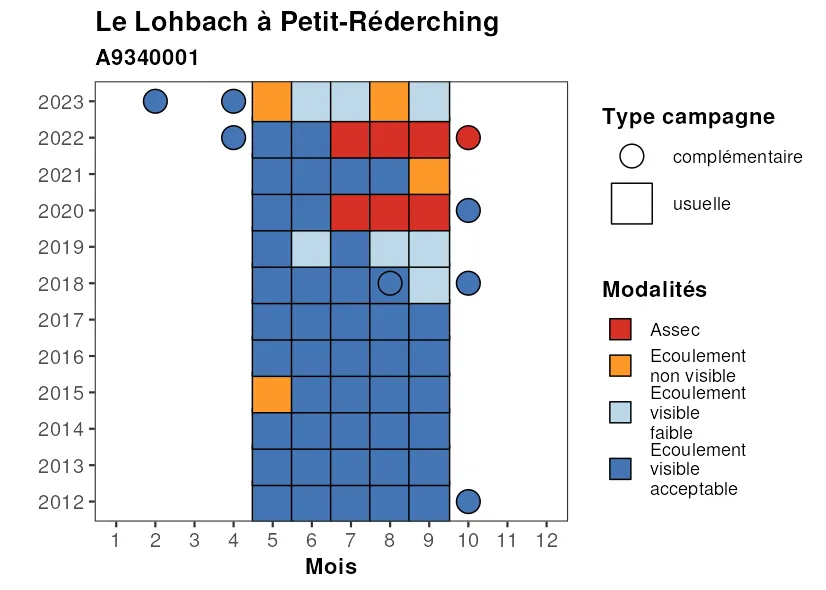 Le Lohbach à Petit-Réderching
A9340001
2023
2022
2021
2020
2019
2018
2017
2016
2015
2014
2013
2012
1 2 3 4 5 6 7 8 9 10 11 12
Mois
Type campagne
complémentaire
usuelle
Modalités
Assec
Ecoulement
non visible
Ecoulement
visible
faible
Ecoulement
visible
acceptable